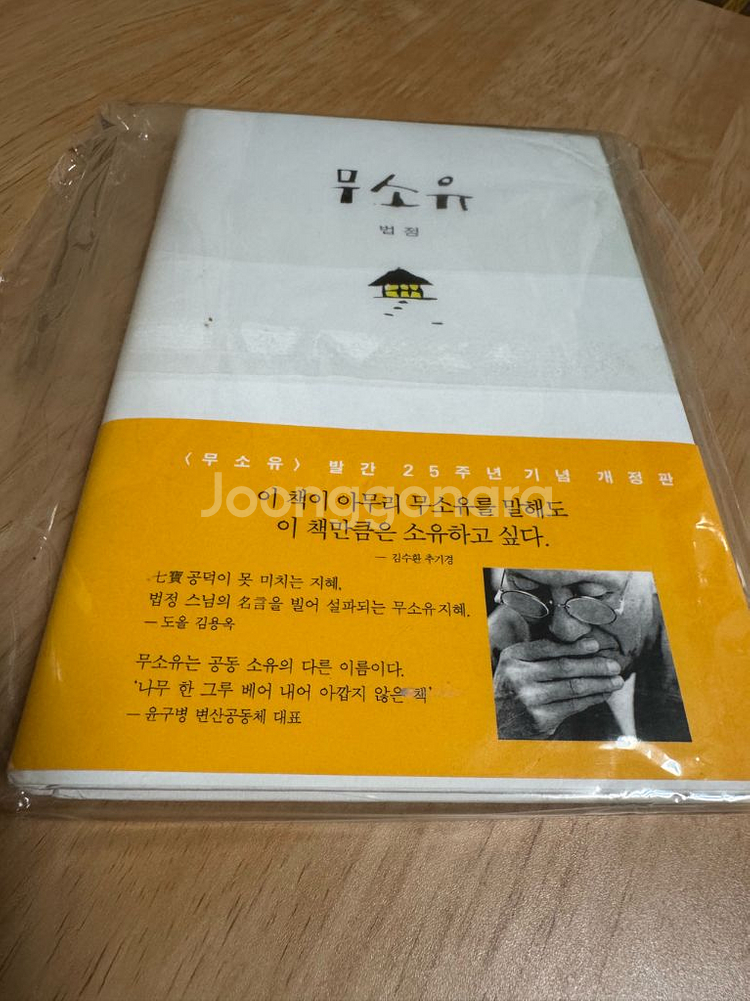 무소유
법정
〈무소유〉 발간 25주년기념 개정판
Joonggonara
이 책이 아무리 무소유를 말해도
이 책만큼은 소유하고 싶다.
— 김수환 추기경
七寶 공덕이 못 미치는 지혜,
법정 스님의 名言을 빌어 설파되는 무소유 지혜.
— 도올 김용옥
무소유는 공동 소유의 다른 이름이다.
‘나무 한 그루 베어 내어 아깝지 않은 책’
— 윤구병 변산공동체 대표